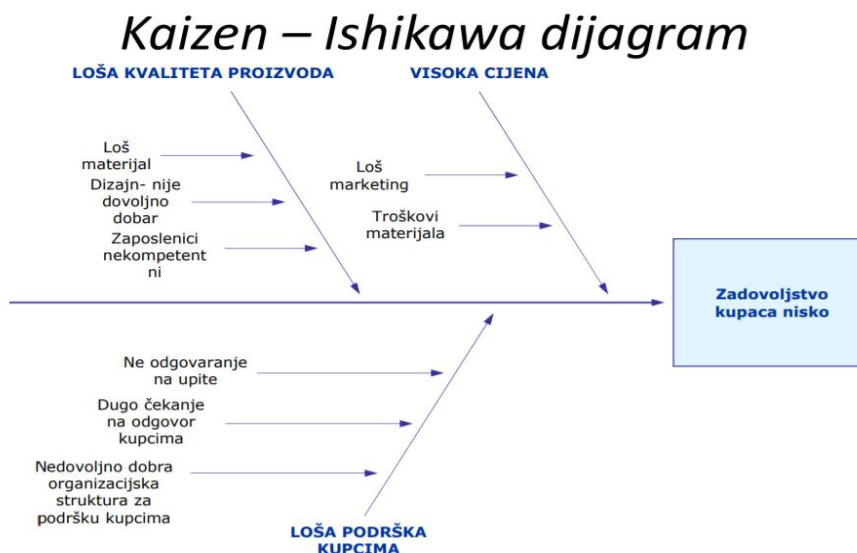 Kaizen – Ishikawa dijagram
LOŠA KVALITETA PROIZVODA
VISOKA CIJENA
Loš
materijal
Dizajn- nije
dovoljno
dobar
Zaposlenici
nekompetent
ni
Loš
marketing
Troškovi
materijala
Zadovoljstvo
kupaca nisko
Ne odgovaranje
na upite
Dugo čekanje
na odgovor
kupcima
Nedovoljno dobra
organizacijska
struktura za
podršku kupcima
LOŠA PODRŠKA
KUPCIMA